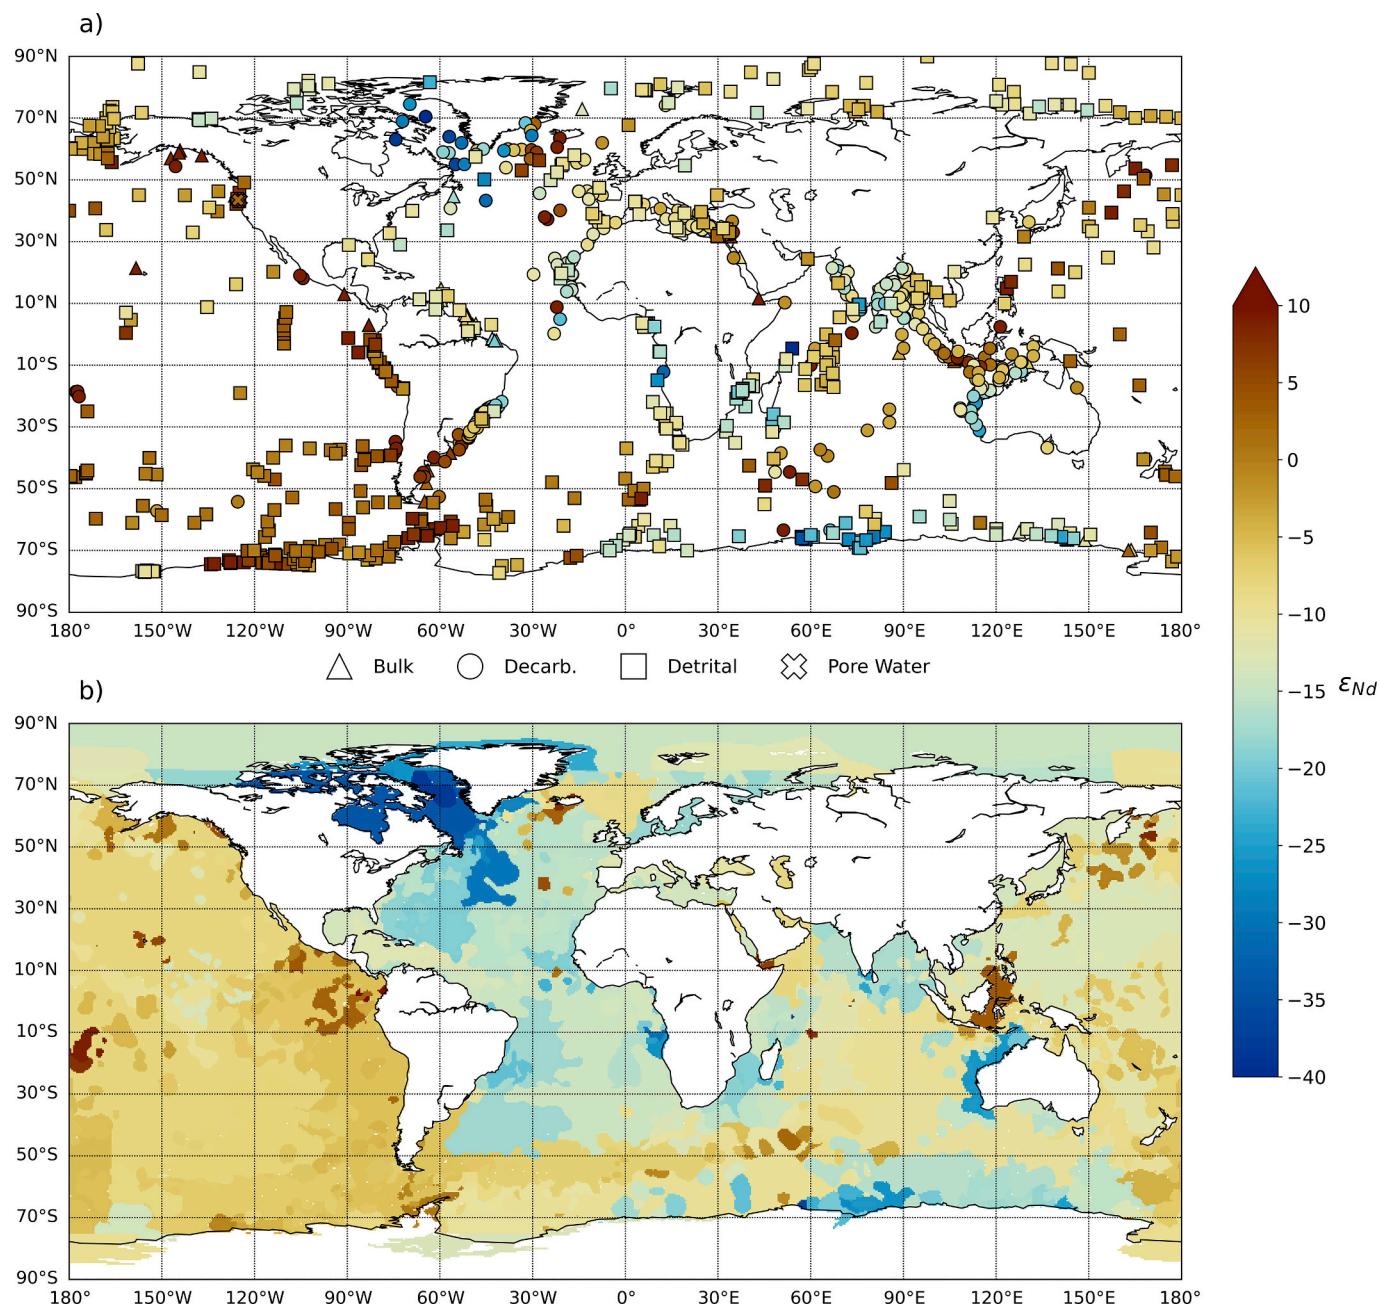 a)
90°N
70°N
50°N
30°N
10°N
10°S
30°S
50°S
70°S
90°S
180° 150°W 120°W 90°W 60°W 30°W 0° 30°E 60°E 90°E 120°E 150°E 180°
Bulk Decarb. Detrital Pore Water
10
5
0
−5
−10
−15
−20
−25
−30
−35
−40
εNd
b)
90°N
70°N
50°N
30°N
10°N
10°S
30°S
50°S
70°S
90°S
180° 150°W 120°W 90°W 60°W 30°W 0° 30°E 60°E 90°E 120°E 150°E 180°